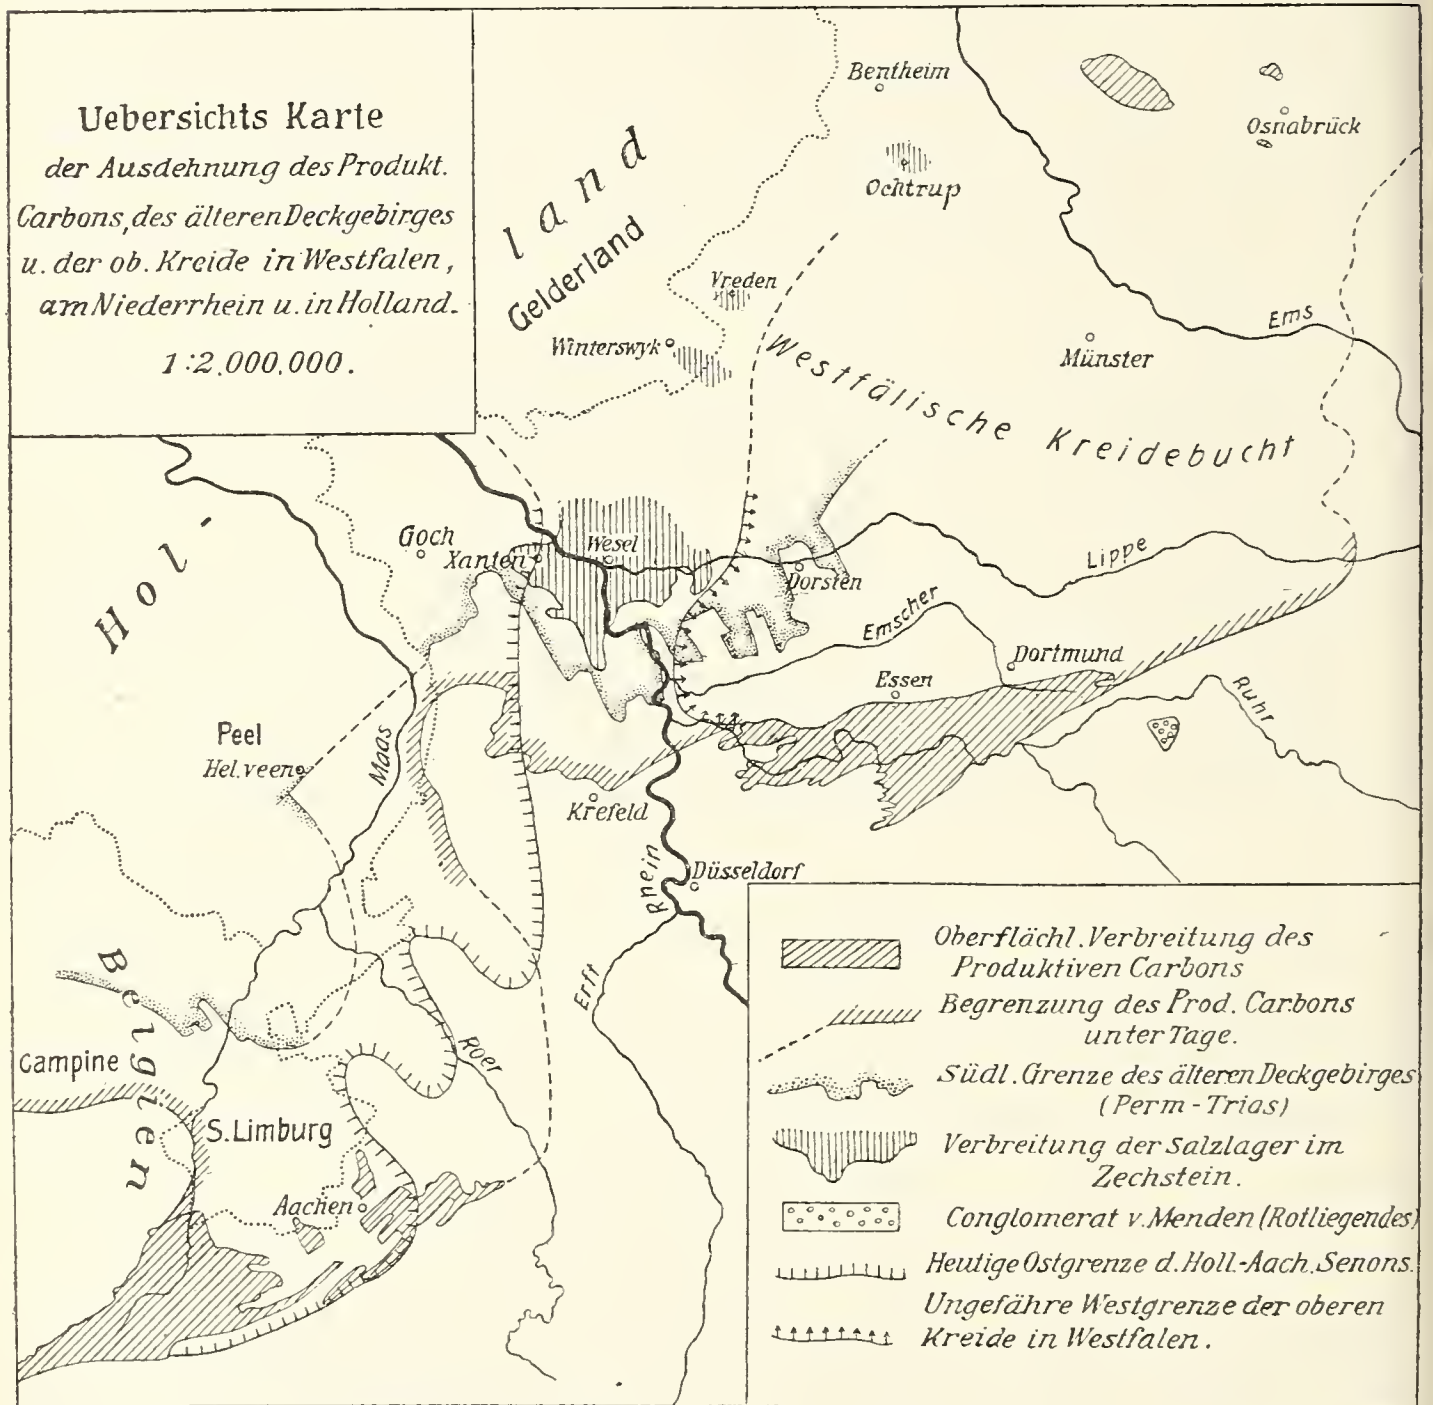 Uebersichts Karte
der Ausdehnung des Produkt.
Carbons, des älteren Deckgebirges
u. der ob. Kreide in Westfalen,
am Niederrhein u. in Holland.
1:2.000.000.
Bentheim
Osnabrück
Ochtrup
land
Gelderland
Vreden
Winterswyk
Ems
Münster
Westfälische Kreidebucht
Hol-
Goch
Xanten
Wesel
Dorsten
Lippe
Emscher
Dortmund
Essen
Ruhr
Peel
Hel.veen
Maas
Krefeld
Rhein
Düsseldorf
Erft
Belgien
Roer
Campine
S.Limburg
Aachen
Oberflächl. Verbreitung des
Produktiven Carbons
Begrenzung des Prod. Carbons
unter Tage.
Südl. Grenze des älteren Deckgebirges
(Perm-Trias)
Verbreitung der Salzlager im
Zechstein.
Conglomerat v. Menden (Rotliegendes)
Heutige Ostgrenze d. Holl.-Aach. Senons.
Ungefähre Westgrenze der oberen
Kreide in Westfalen.